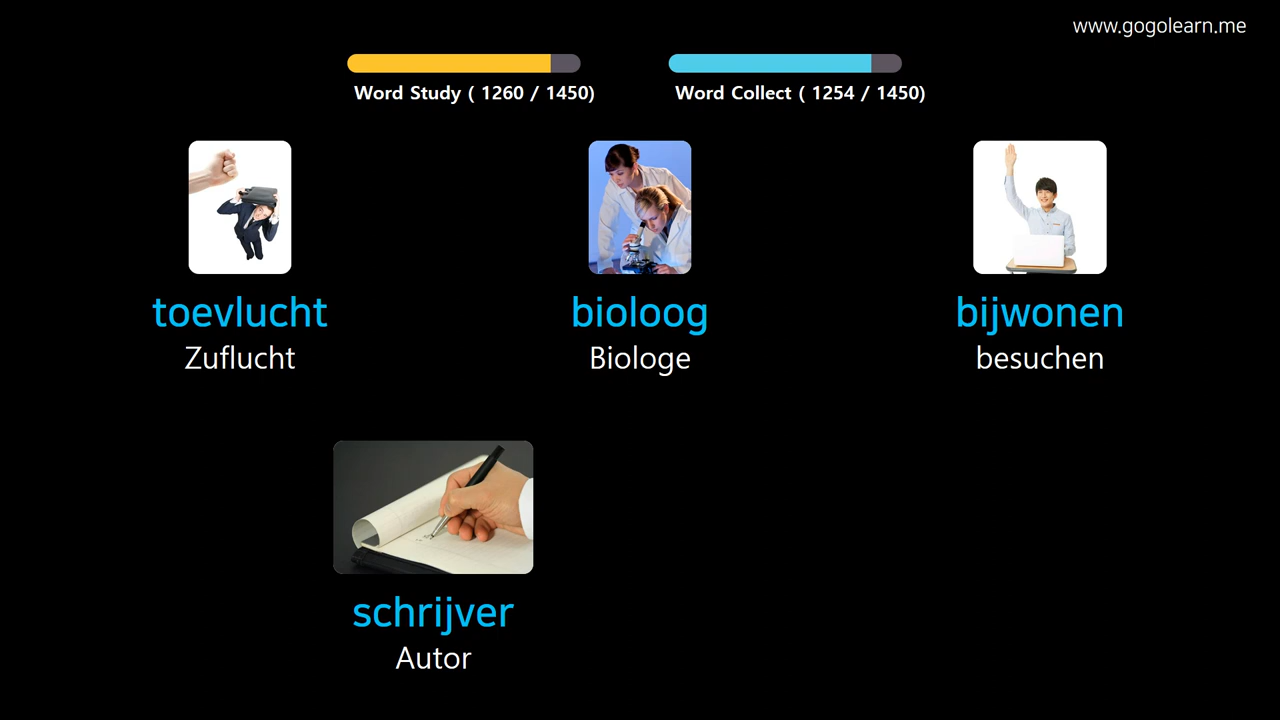 www.gogolearn.me
Word Study ( 1260 / 1450)
Word Collect ( 1254 / 1450)
toevlucht
Zuflucht
bioloog
Biologe
bijwonen
besuchen
schrijver
Autor